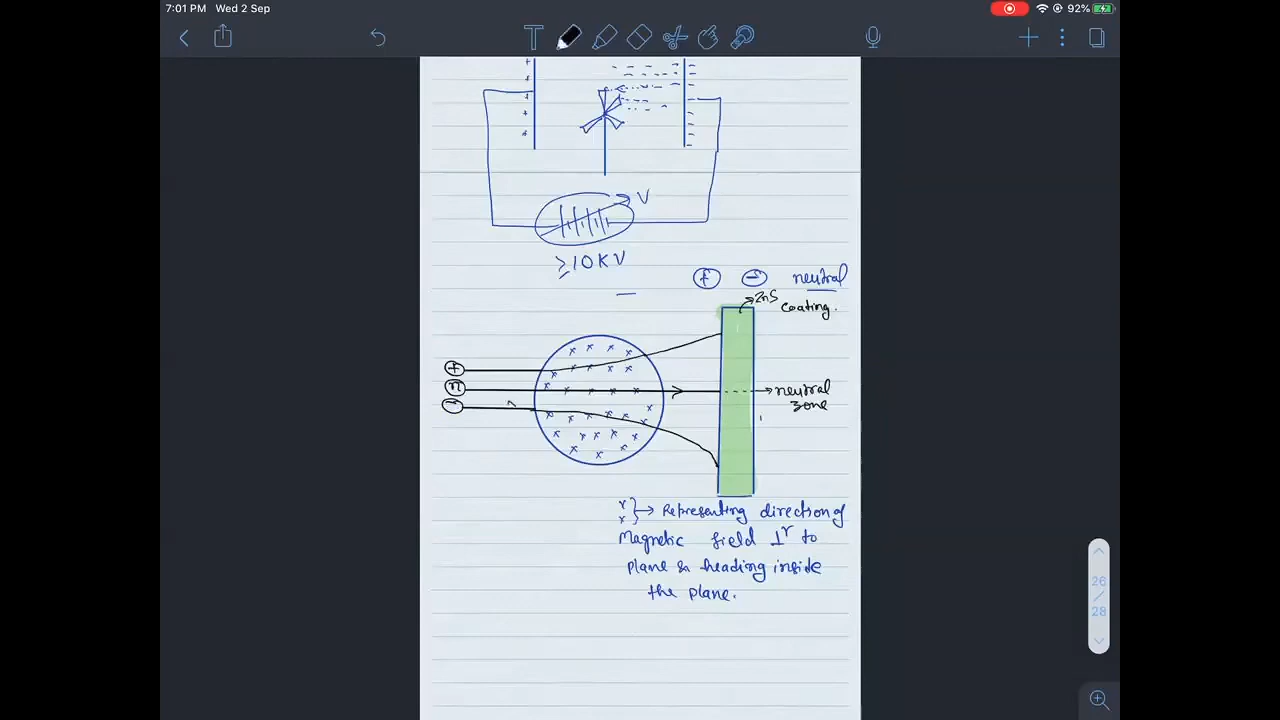 7:01 PM Wed 2 Sep
92%
T
+ -
+ -
+ -
+ -
+ -
V
≥10KV
+ − neutral
ZnS
coating.
+
n
−
neutral
zone
x
x } → Representing direction of
Magnetic field ⊥r to
plane & heading inside
the plane.
26
/
28